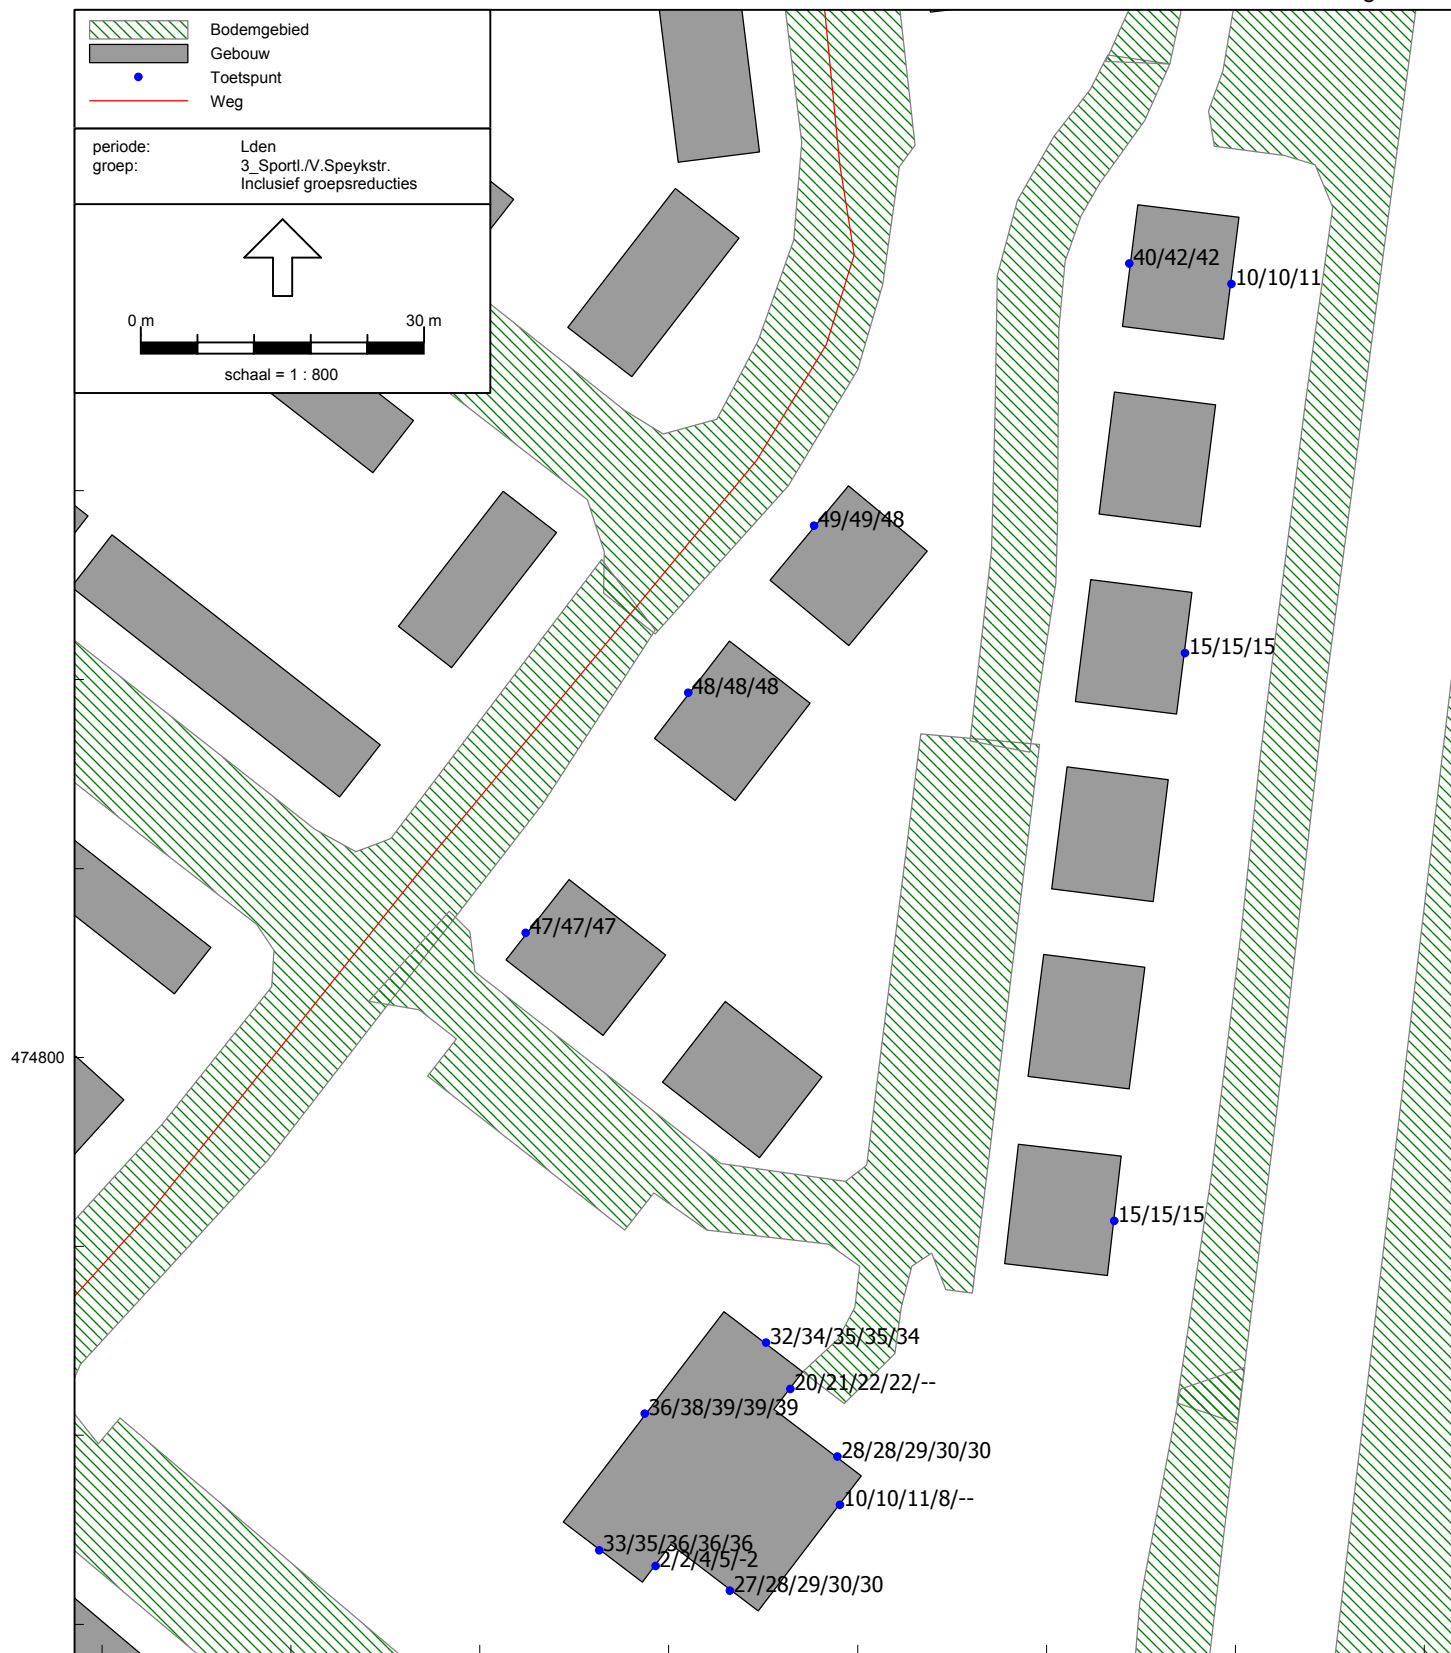 Bodemgebied
Gebouw
Toetspunt
Weg
periode: Lden
groep: 3_Sportl./V.Speykstr.
Inclusief groepsreducties
0 m 30 m
schaal = 1 : 800
40/42/42
10/10/11
49/49/48
15/15/15
48/48/48
47/47/47
474800
15/15/15
32/34/35/35/34
20/21/22/22/--
36/38/39/39/39
28/28/29/30/30
10/10/11/8/--
33/35/36/36/36
2/2/4/5/-2
27/28/29/30/30